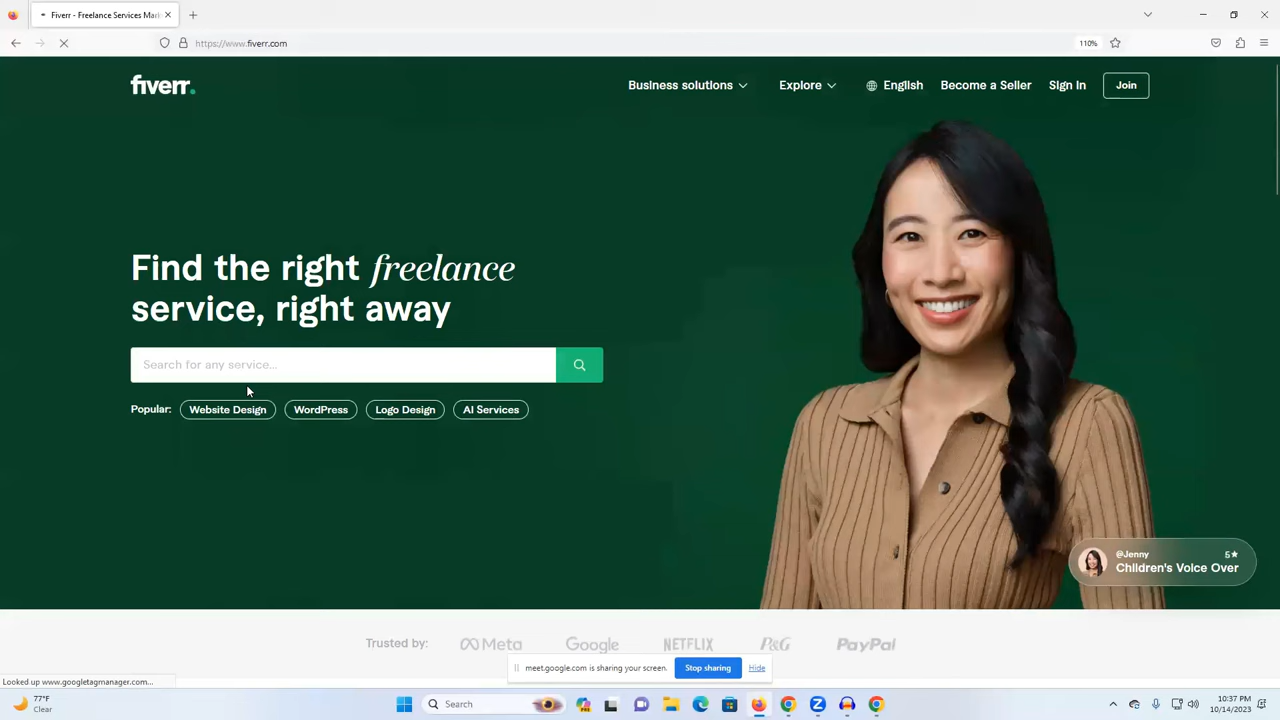 Fiverr - Freelance Services Mark
https://www.fiverr.com
110%
fiverr.
Business solutions
Explore
English
Become a Seller
Sign In
Join
Find the right freelance
service, right away
Search for any service...
Popular:
Website Design
WordPress
Logo Design
AI Services
@Jenny
5★
Children's Voice Over
Trusted by:
Meta
Google
NETFLIX
P&G
PayPal
meet.google.com is sharing your screen.
Stop sharing
Hide
Looked up www.googletagmanager.com...
77°F
Clear
Search
10:37 PM
10/14/2023